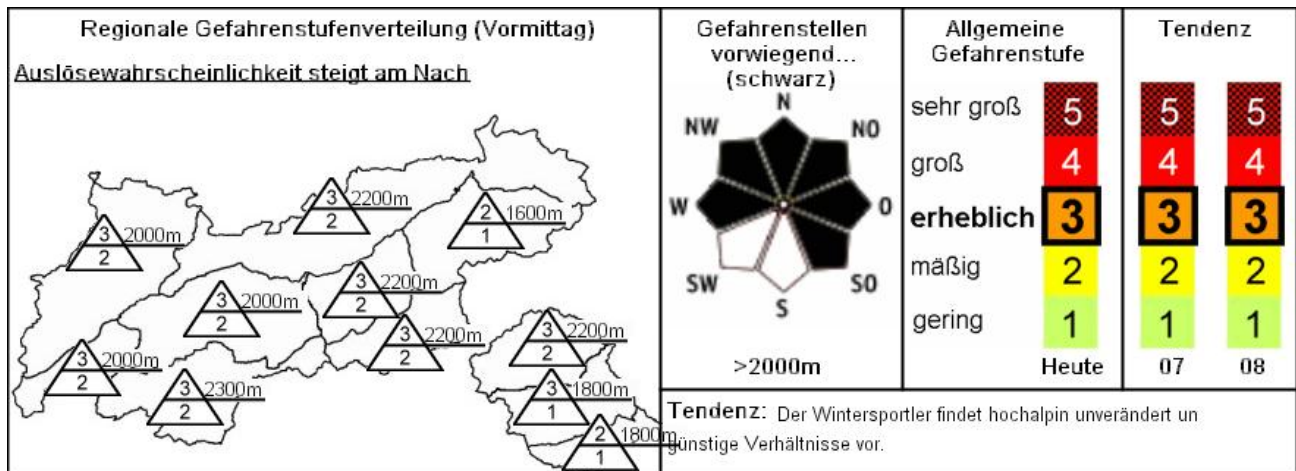 Regionale Gefahrenstufenverteilung (Vormittag)
Auslösewahrscheinlichkeit steigt am Nach
3
2200m
2
2
1600m
1
3
2000m
2
3
2200m
2
3
2000m
2
3
2200m
2
3
2200m
2
3
2000m
2
3
2300m
2
3
1800m
1
2
1800m
1
Gefahrenstellen
vorwiegend...
(schwarz)
N
NW
NO
W
O
SW
SO
S
>2000m
Allgemeine
Gefahrenstufe
sehr groß 5
groß 4
erheblich 3
mäßig 2
gering 1
Heute
Tendenz
5 5
4 4
3 3
2 2
1 1
07 08
Tendenz: Der Wintersportler findet hochalpin unverändert un
günstige Verhältnisse vor.